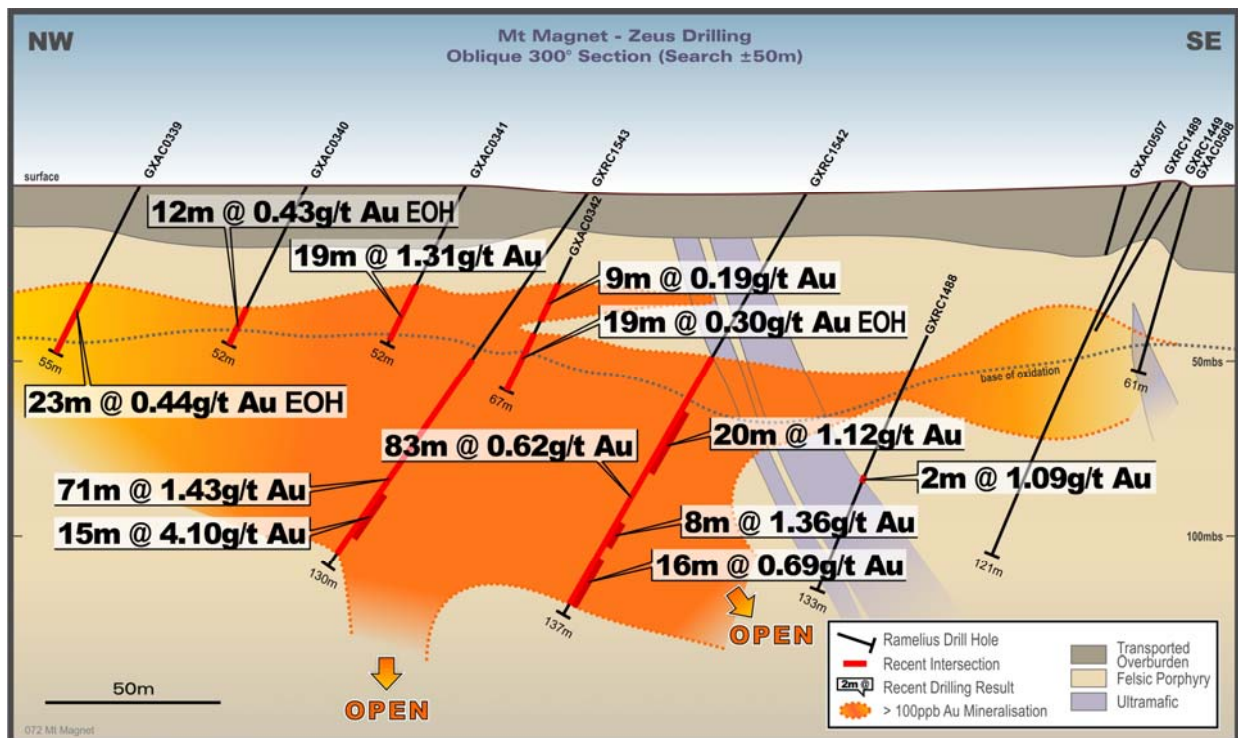 NW
Mt Magnet - Zeus Drilling
Oblique 300° Section (Search ±50m)
SE
GXAC0339
GXAC0340
GXAC0341
GXRC1543
GXAC0342
GXRC1542
GXRC1488
GXAC0507
GXRC1489
GXRC1449
GXAC0508
surface
12m @ 0.43g/t Au EOH
19m @ 1.31g/t Au
9m @ 0.19g/t Au
19m @ 0.30g/t Au EOH
55m
52m
52m
67m
61m
50mbs
base of oxidation
23m @ 0.44g/t Au EOH
83m @ 0.62g/t Au
20m @ 1.12g/t Au
71m @ 1.43g/t Au
2m @ 1.09g/t Au
15m @ 4.10g/t Au
8m @ 1.36g/t Au
100mbs
16m @ 0.69g/t Au
130m
137m
133m
121m
OPEN
OPEN
50m
Ramelius Drill Hole
Recent Intersection
2m @
Recent Drilling Result
> 100ppb Au Mineralisation
Transported
Overburden
Felsic Porphyry
Ultramafic
072 Mt Magnet